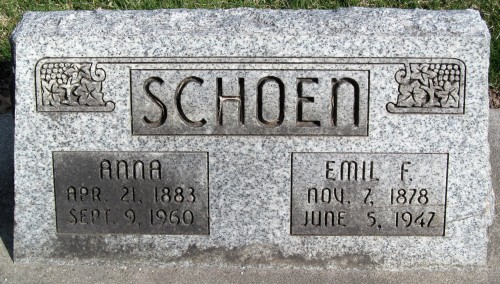 SCHOEN
ANNA
APR. 21, 1883
SEPT. 9, 1960
EMIL F.
NOV. 7, 1878
JUNE 5, 1947